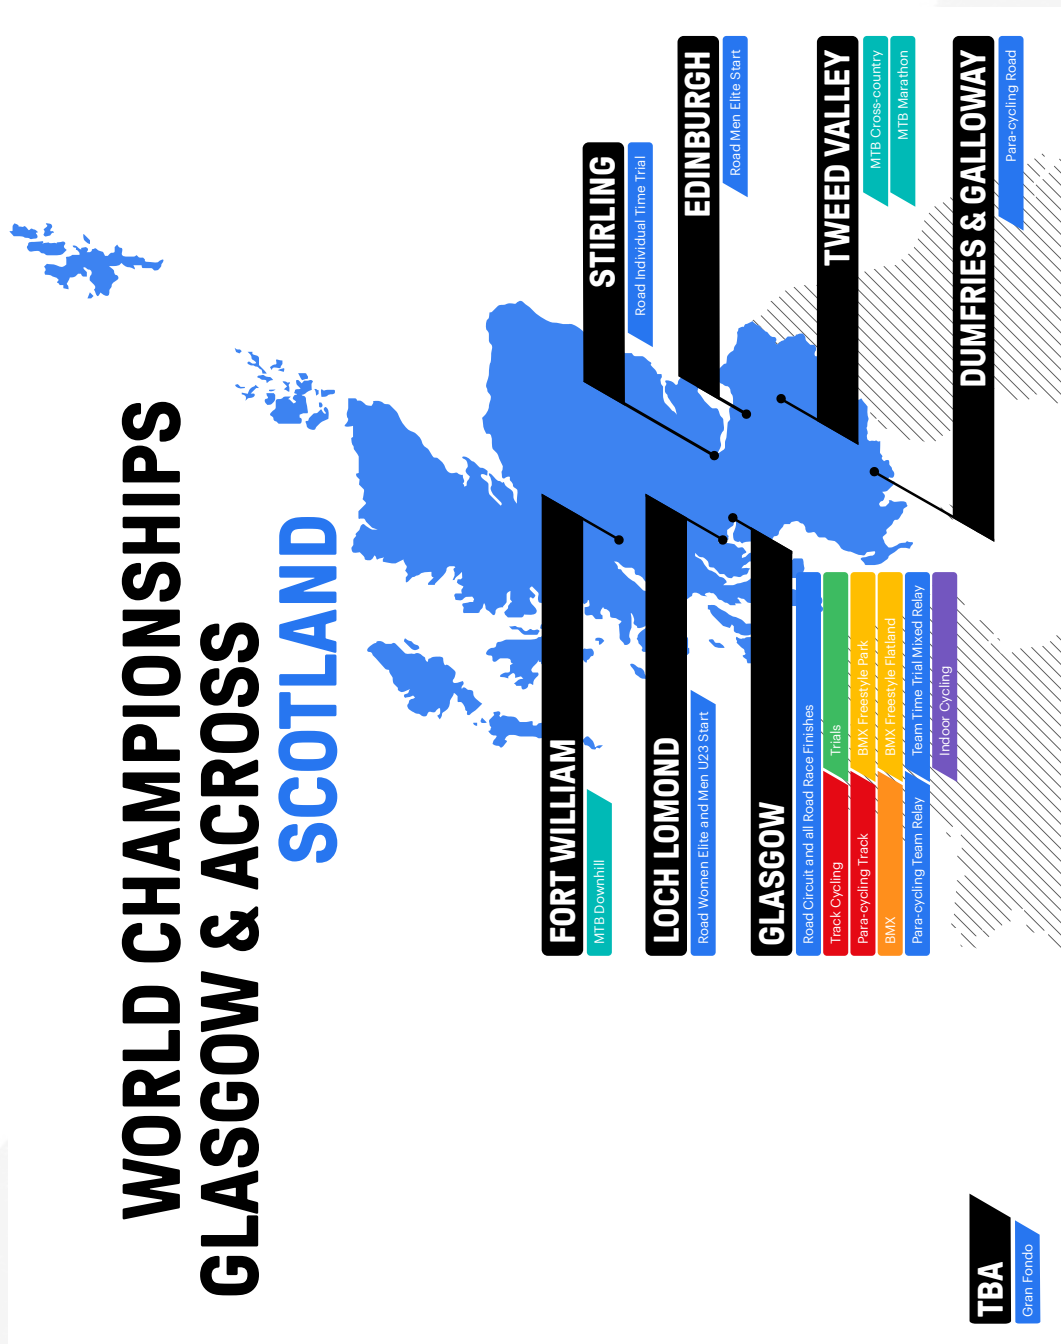 WORLD CHAMPIONSHIPS
GLASGOW & ACROSS
SCOTLAND
FORT WILLIAM
MTB Downhill
LOCH LOMOND
Road Women Elite and Men U23 Start
GLASGOW
Road Circuit and all Road Race Finishes
Track Cycling
Trials
Para-cycling Track
BMX Freestyle Park
BMX
BMX Freestyle Flatland
Para-cycling Team Relay
Team Time Trial Mixed Relay
Indoor Cycling
STIRLING
Road Individual Time Trial
EDINBURGH
Road Men Elite Start
TWEED VALLEY
MTB Cross-country
MTB Marathon
DUMFRIES & GALLOWAY
Para-cycling Road
TBA
Gran Fondo